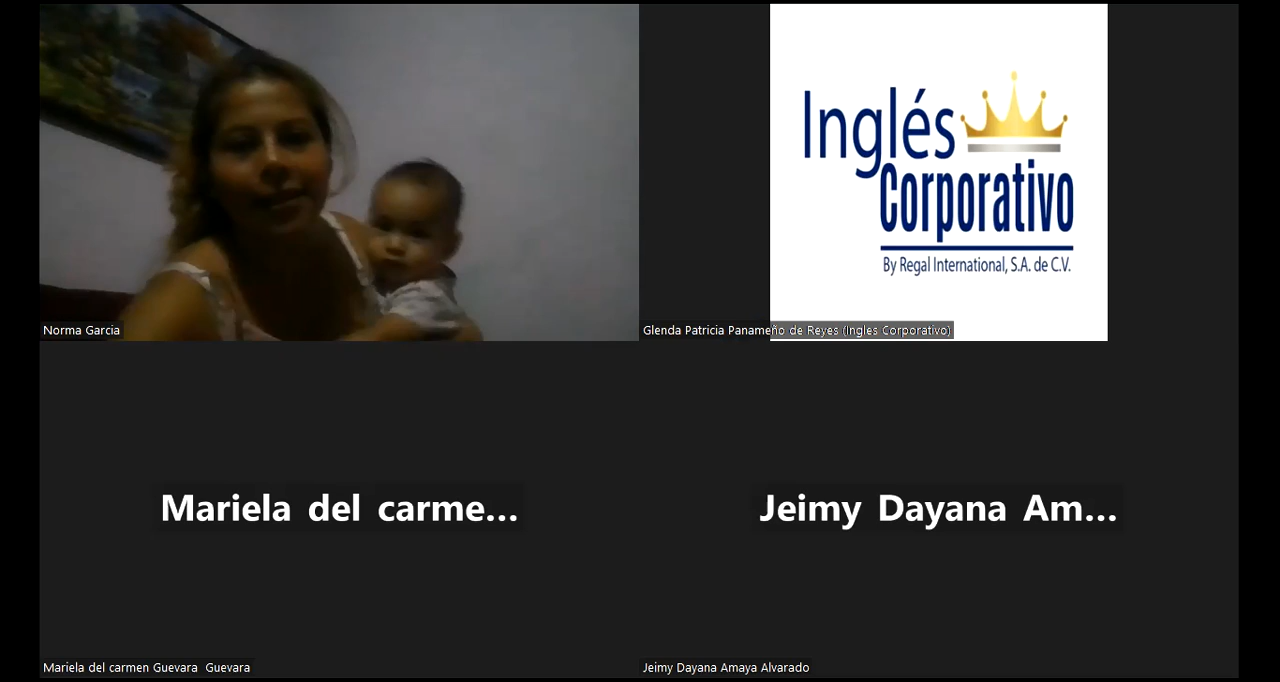 Inglés
Corporativo
By Regal International, S.A. de C.V.
Norma Garcia
Glenda Patricia Panameño de Reyes (Ingles Corporativo)
Mariela del carme...
Jeimy Dayana Am...
Mariela del carmen Guevara Guevara
Jeimy Dayana Amaya Alvarado